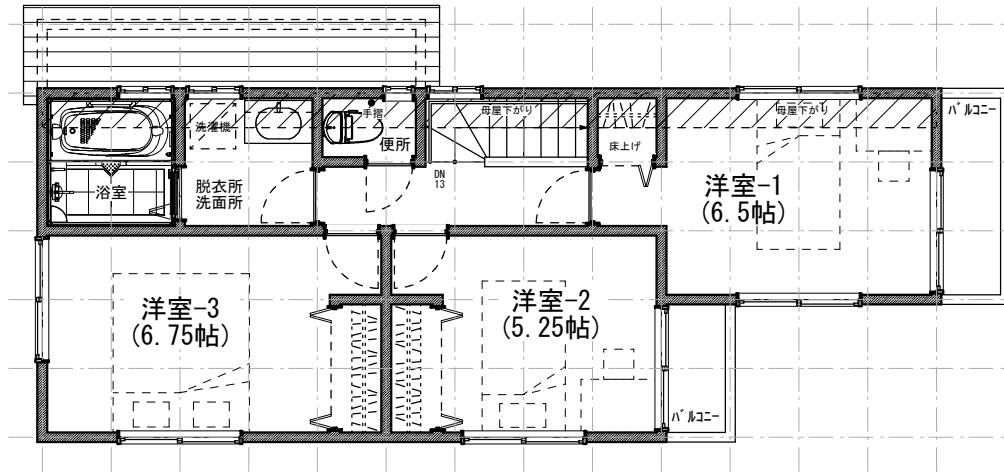 手摺
母屋下がり
母屋下がり
バルコニー
洗濯機
便所
床上げ
DN
13
浴室
脱衣所
洗面所
洋室-1
(6.5帖)
洋室-3
(6.75帖)
洋室-2
(5.25帖)
バルコニー